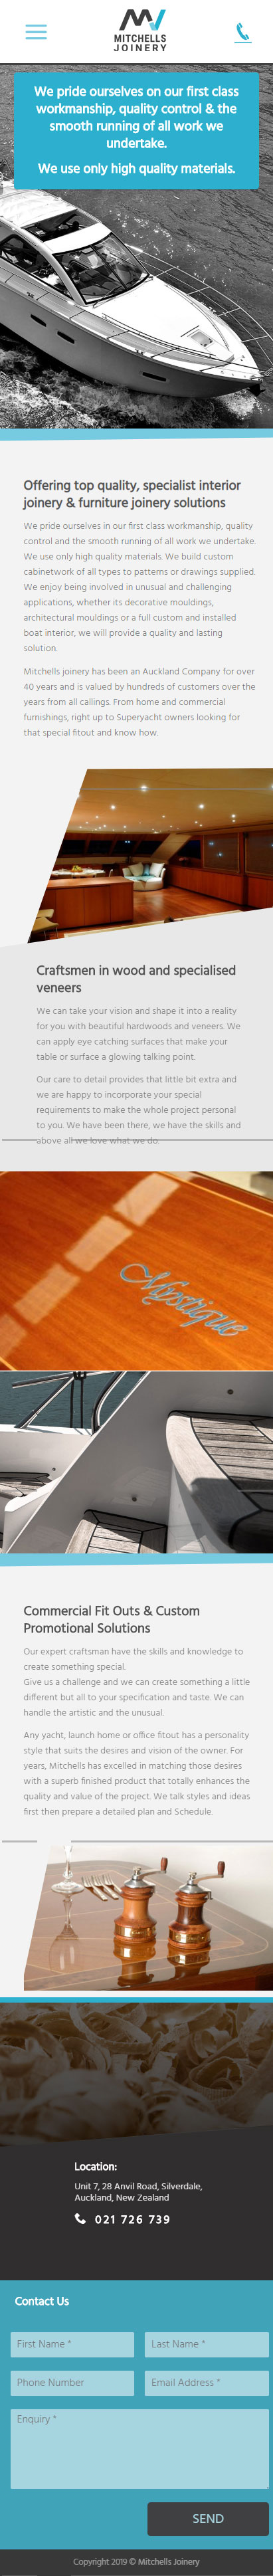 MITCHELLS
JOINERY
We pride ourselves on our first class
workmanship, quality control & the
smooth running of all work we
undertake.
We use only high quality materials.
Offering top quality, specialist interior
joinery & furniture joinery solutions
We pride ourselves in our first class workmanship, quality
control and the smooth running of all work we undertake.
We use only high quality materials. We build custom
cabinetwork of all types to patterns or drawings supplied.
We enjoy being involved in unusual and challenging
applications, whether its decorative mouldings,
architectural mouldings or a full custom and installed
boat interior, we will provide a quality and lasting
solution.
Mitchells joinery has been an Auckland Company for over
40 years and is valued by hundreds of customers over the
years from all callings. From home and commercial
furnishings, right up to Superyacht owners looking for
that special fitout and know how.
Craftsmen in wood and specialised
veneers
We can take your vision and shape it into a reality
for you with beautiful hardwoods and veneers. We
can apply eye catching surfaces that make your
table or surface a glowing talking point.
Our care to detail provides that little bit extra and
we are happy to incorporate your special
requirements to make the whole project personal
to you. We have been there, we have the skills and
above all we love what we do.
Mystique
Commercial Fit Outs & Custom
Promotional Solutions
Our expert craftsman have the skills and knowledge to
create something special.
Give us a challenge and we can create something a little
different but all to your specification and taste. We can
handle the artistic and the unusual.
Any yacht, launch home or office fitout has a personality
style that suits the desires and vision of the owner. For
years, Mitchells has excelled in matching those desires
with a superb finished product that totally enhances the
quality and value of the project. We talk styles and ideas
first then prepare a detailed plan and Schedule.
Location:
Unit 7, 28 Anvil Road, Silverdale,
Auckland, New Zealand
021 726 739
Contact Us
First Name *
Last Name *
Phone Number
Email Address *
Enquiry *
SEND
Copyright 2019 © Mitchells Joinery